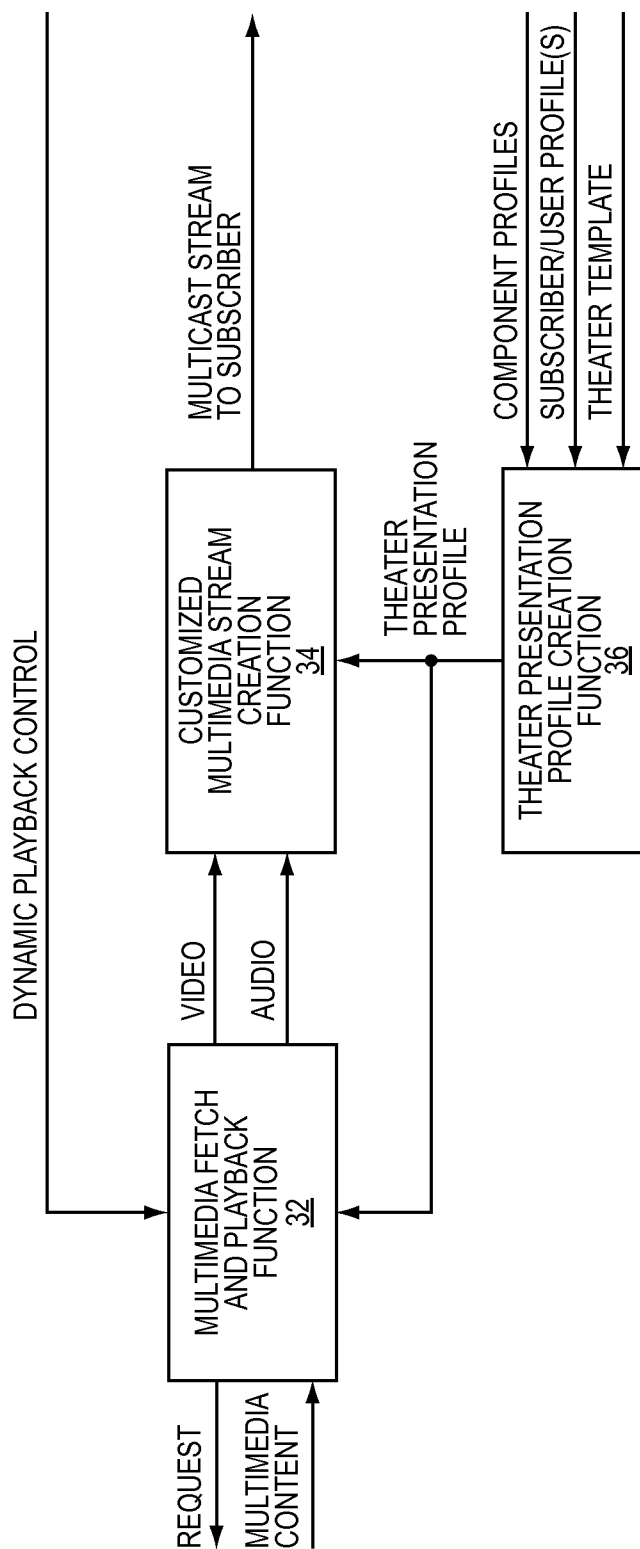 DYNAMIC PLAYBACK CONTROL
REQUEST
MULTIMEDIA
CONTENT
MULTIMEDIA FETCH
AND PLAYBACK
FUNCTION
32
VIDEO
AUDIO
CUSTOMIZED
MULTIMEDIA STREAM
CREATION
FUNCTION
34
MULTICAST STREAM
TO SUBSCRIBER
THEATER
PRESENTATION
PROFILE
THEATER PRESENTATION
PROFILE CREATION
FUNCTION
36
COMPONENT PROFILES
SUBSCRIBER/USER PROFILE(S)
THEATER TEMPLATE